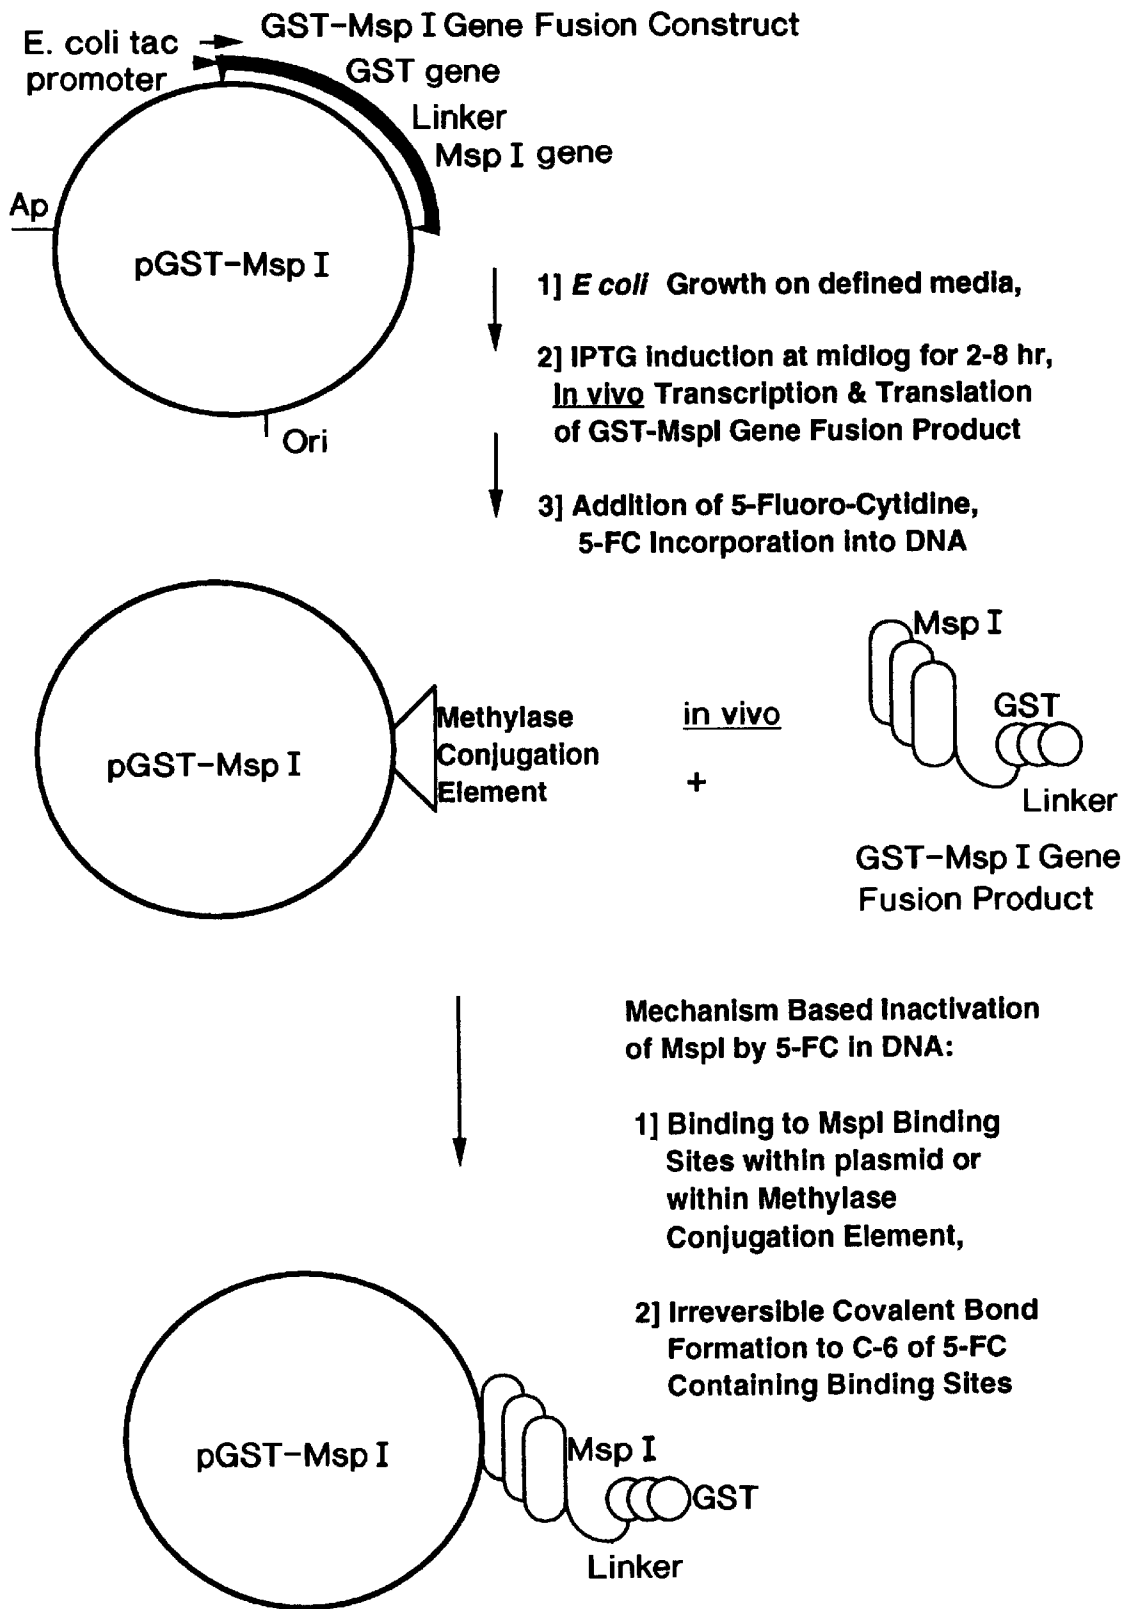 GST-Msp I Gene Fusion Construct
E. coli tac
promoter
GST gene
Linker
Msp I gene
Ap
pGST-Msp I
Ori
1] E coli Growth on defined media,
2] IPTG induction at midlog for 2-8 hr,
In vivo Transcription & Translation
of GST-MspI Gene Fusion Product
3] Addition of 5-Fluoro-Cytidine,
5-FC Incorporation into DNA
pGST-Msp I
Methylase
Conjugation
Element
in vivo
+
Msp I
GST
Linker
GST-Msp I Gene
Fusion Product
Mechanism Based Inactivation
of MspI by 5-FC in DNA:
1] Binding to MspI Binding
Sites within plasmid or
within Methylase
Conjugation Element,
2] Irreversible Covalent Bond
Formation to C-6 of 5-FC
Containing Binding Sites
pGST-Msp I
Msp I
GST
Linker